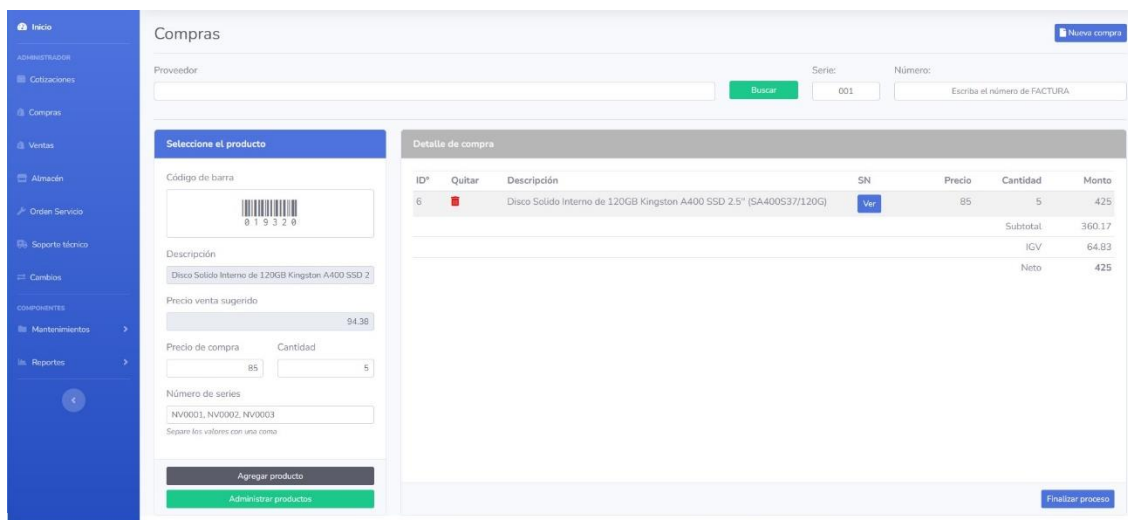 Inicio
ADMINISTRADOR
Cotizaciones
Compras
Ventas
Almacén
Orden Servicio
Soporte técnico
Cambios
COMPONENTES
Mantenimientos
Reportes
Compras
Nueva compra
Proveedor
Serie:
Número:
Buscar
001
Escriba el número de FACTURA
Seleccione el producto
Código de barra
019320
Descripción
Disco Solido Interno de 120GB Kingston A400 SSD 2
Precio venta sugerido
94.38
Precio de compra
Cantidad
85
5
Número de series
NV0001, NV0002, NV0003
Separe los valores con una coma
Agregar producto
Administrar productos
Detalle de compra
ID° Quitar Descripción SN Precio Cantidad Monto
6 Disco Solido Interno de 120GB Kingston A400 SSD 2.5" (SA400S37/120G) Ver 85 5 425
Subtotal 360.17
IGV 64.83
Neto 425
Finalizar proceso